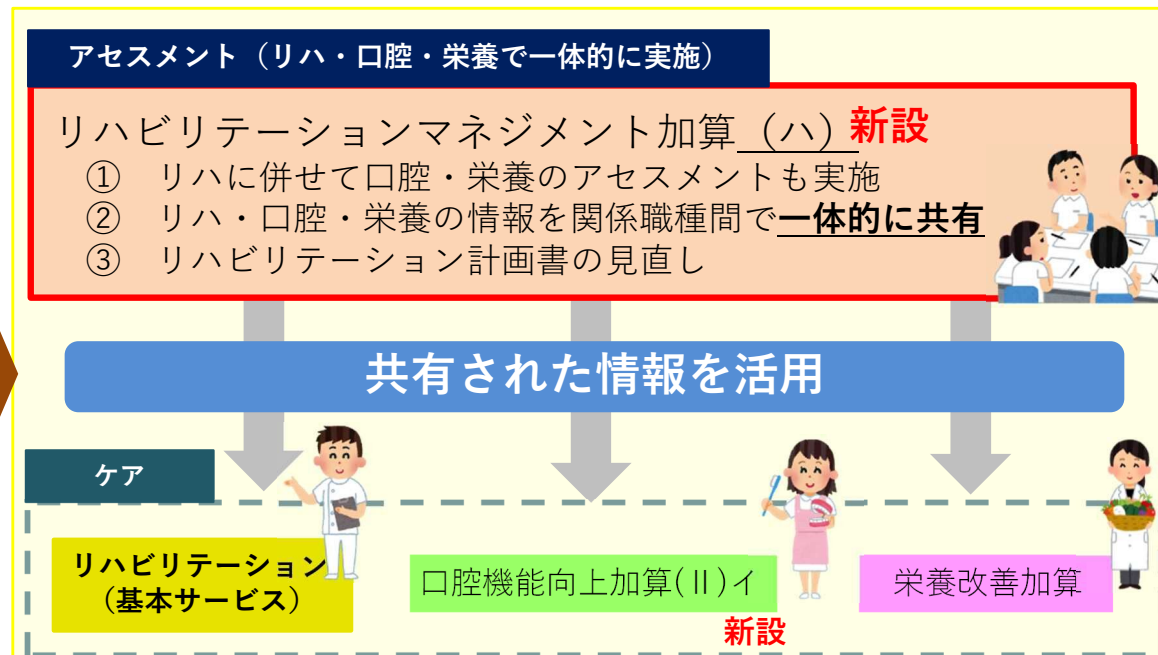 アセスメント（リハ・口腔・栄養で一体的に実施）
リハビリテーションマネジメント加算（ハ）新設
① リハに併せて口腔・栄養のアセスメントも実施
② リハ・口腔・栄養の情報を関係職種間で一体的に共有
③ リハビリテーション計画書の見直し
共有された情報を活用
ケア
リハビリテーション
（基本サービス）
口腔機能向上加算(Ⅱ)イ
新設
栄養改善加算